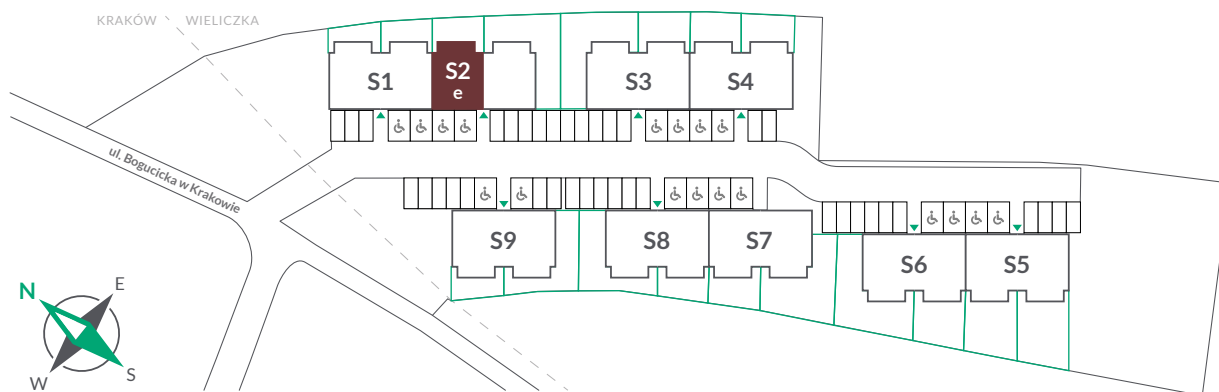 KRAKÓW WIELICZKA
S1
S2
e
S3
S4
ul. Bogucicka w Krakowie
S9
S8
S7
S6
S5
N
E
W
S